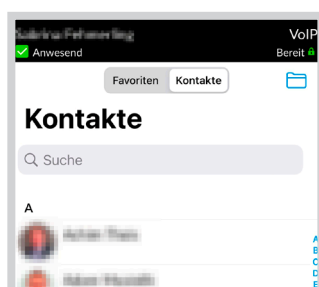 VoIP
Anwesend
Bereit
Favoriten Kontakte
Kontakte
Suche
A
A
B
C
D
E